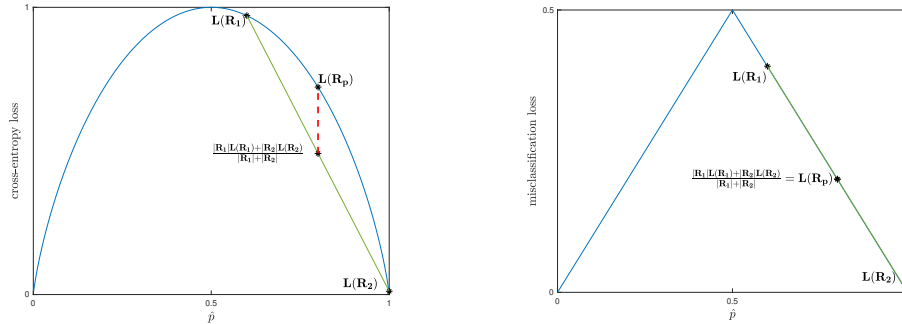 1
cross-entropy loss
L(R₁)
L(Rₚ)
|R₁|L(R₁)+|R₂|L(R₂)
|R₁|+|R₂|
L(R₂)
0
0 0.5 1
p̂
0.5
misclassification loss
L(R₁)
|R₁|L(R₁)+|R₂|L(R₂)
|R₁|+|R₂|
= L(Rₚ)
L(R₂)
0
0 0.5
p̂